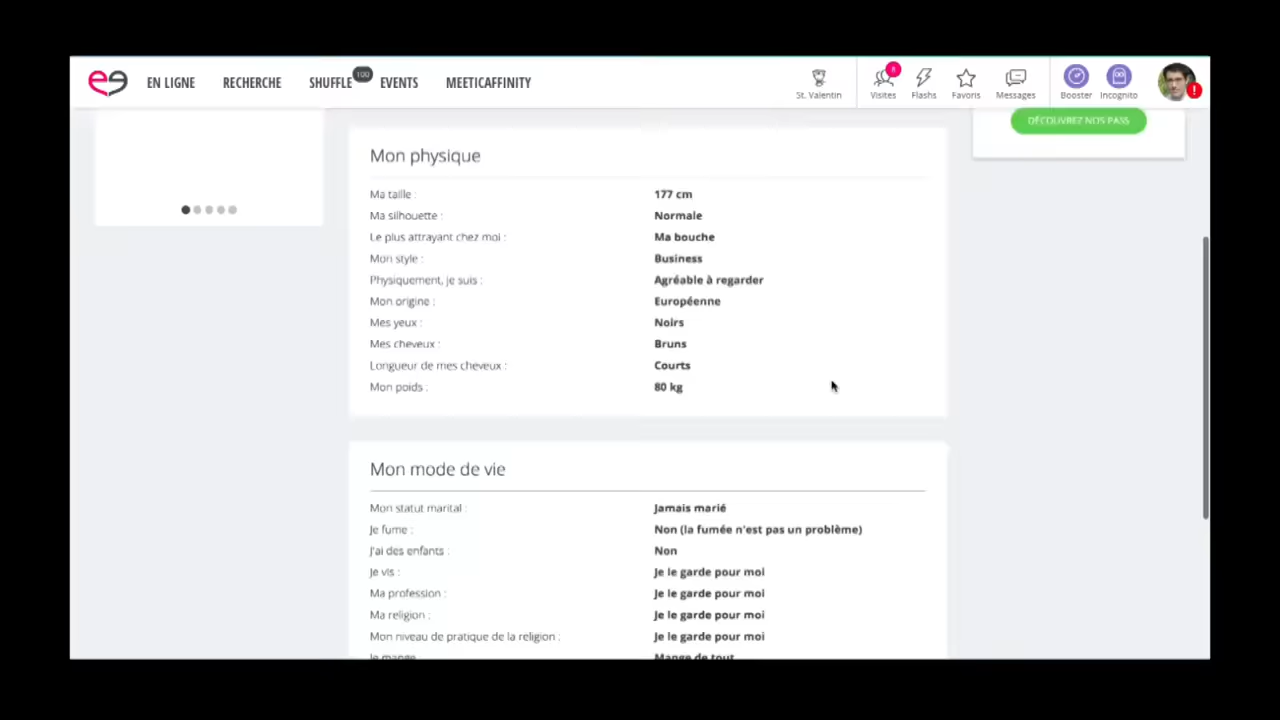 EN LIGNE RECHERCHE SHUFFLE 100 EVENTS MEETICAFFINITY St. Valentin 8 Visites Flashs Favoris Messages Booster Incognito
DÉCOUVREZ NOS PASS
Mon physique
Ma taille : 177 cm
Ma silhouette : Normale
Le plus attrayant chez moi : Ma bouche
Mon style : Business
Physiquement, je suis : Agréable à regarder
Mon origine : Européenne
Mes yeux : Noirs
Mes cheveux : Bruns
Longueur de mes cheveux : Courts
Mon poids : 80 kg
Mon mode de vie
Mon statut marital : Jamais marié
Je fume : Non (la fumée n'est pas un problème)
J'ai des enfants : Non
Je vis : Je le garde pour moi
Ma profession : Je le garde pour moi
Ma religion : Je le garde pour moi
Mon niveau de pratique de la religion : Je le garde pour moi
Je mange Mange de tout